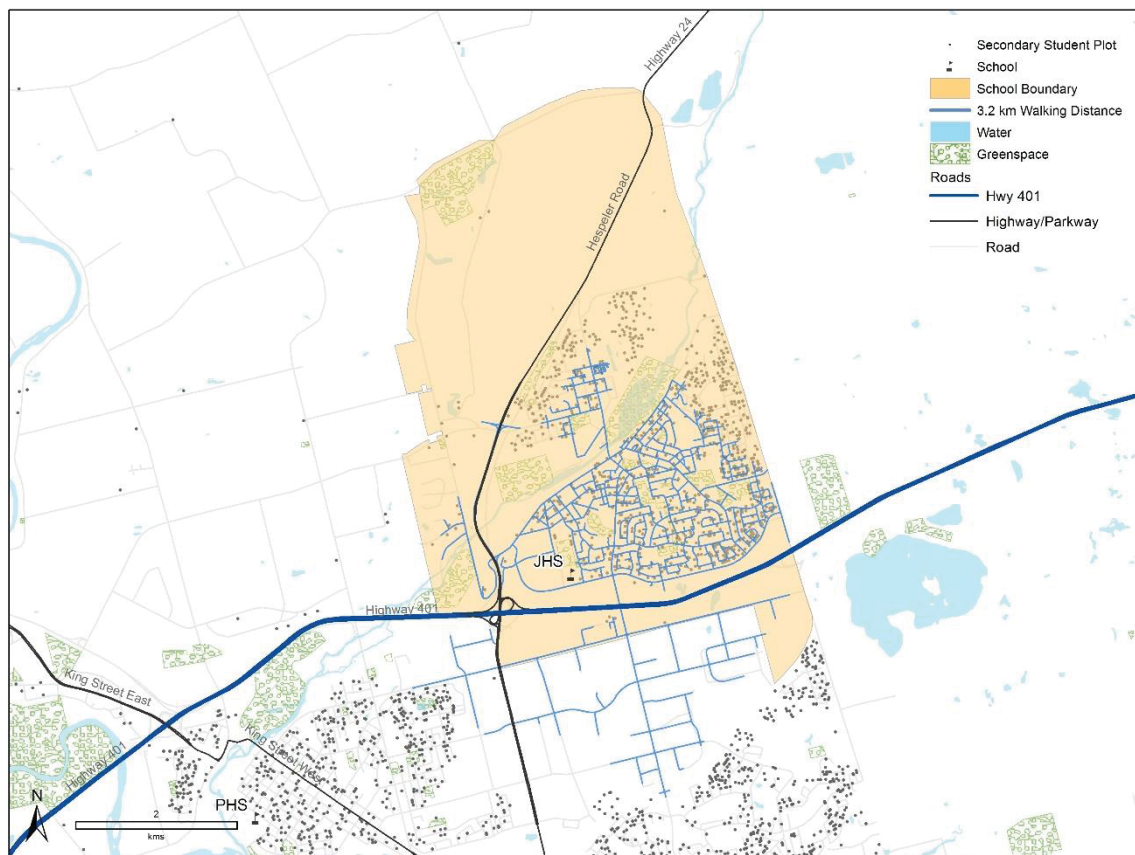 Highway 24
Secondary Student Plot
School
School Boundary
3.2 km Walking Distance
Water
Greenspace
Roads
Hwy 401
Highway/Parkway
Road
Hespeler Road
JHS
Highway 401
King Street East
King Street West
Highway 401
PHS
N
2
kms